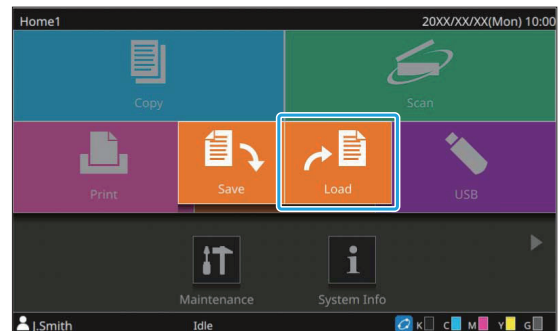 Home1 20XX/XX/XX(Mon) 10:00
Copy Scan
Print Save Load USB
Maintenance System Info
J.Smith Idle K C M Y G